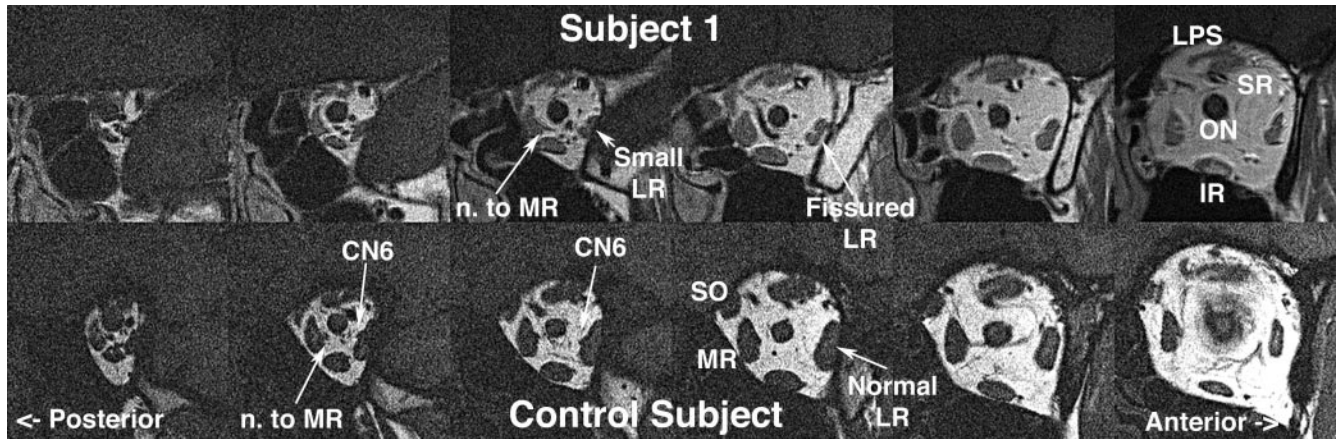 Subject 1
LPS
SR
ON
IR
Small
LR
n. to MR
Fissured
LR
CN6
CN6
SO
MR
Normal
LR
n. to MR
<- Posterior
Control Subject
Anterior ->